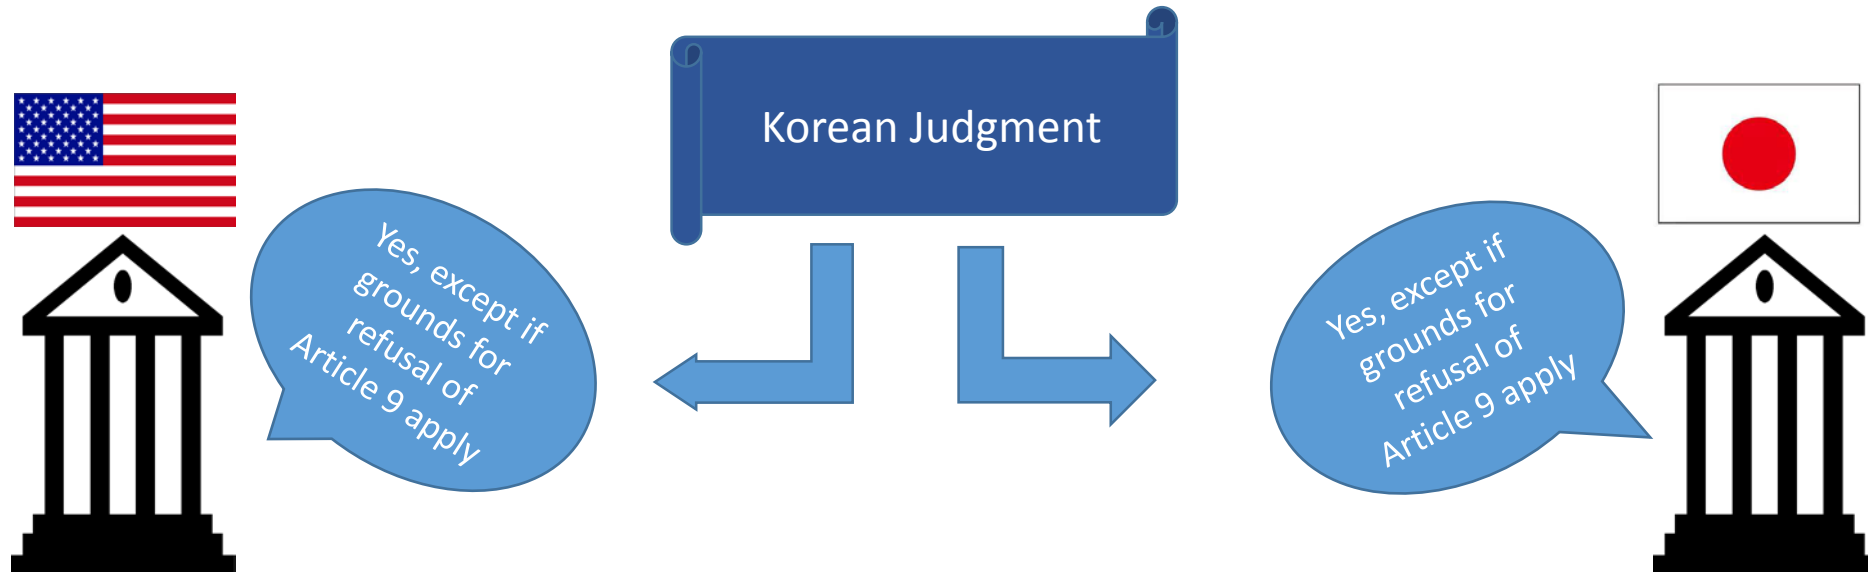 Korean Judgment
Yes, except if
grounds for
refusal of
Article 9 apply
Yes, except if
grounds for
refusal of
Article 9 apply